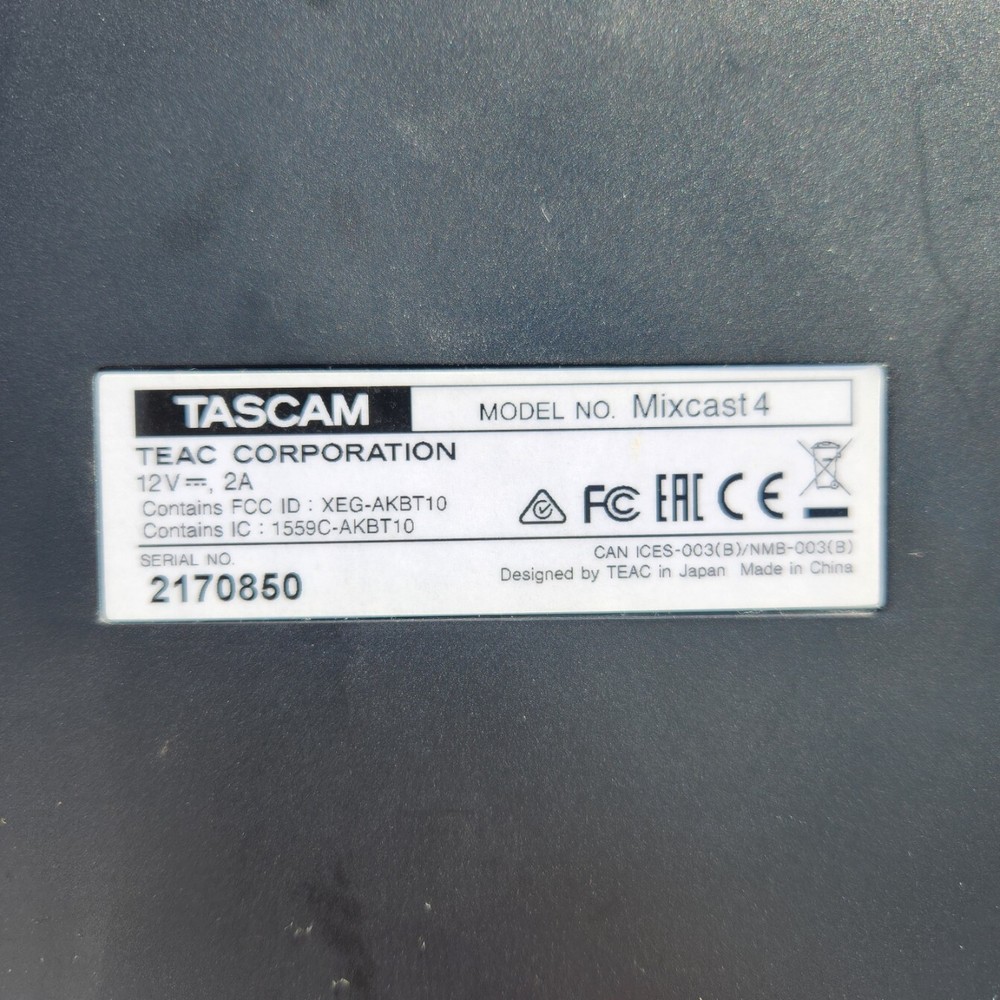 TASCAM MODEL NO. Mixcast 4
TEAC CORPORATION
12V⎓, 2A
Contains FCC ID : XEG-AKBT10
Contains IC : 1559C-AKBT10
FC EAC CE
SERIAL NO.
2170850
CAN ICES-003(B)/NMB-003(B)
Designed by TEAC in Japan Made in China